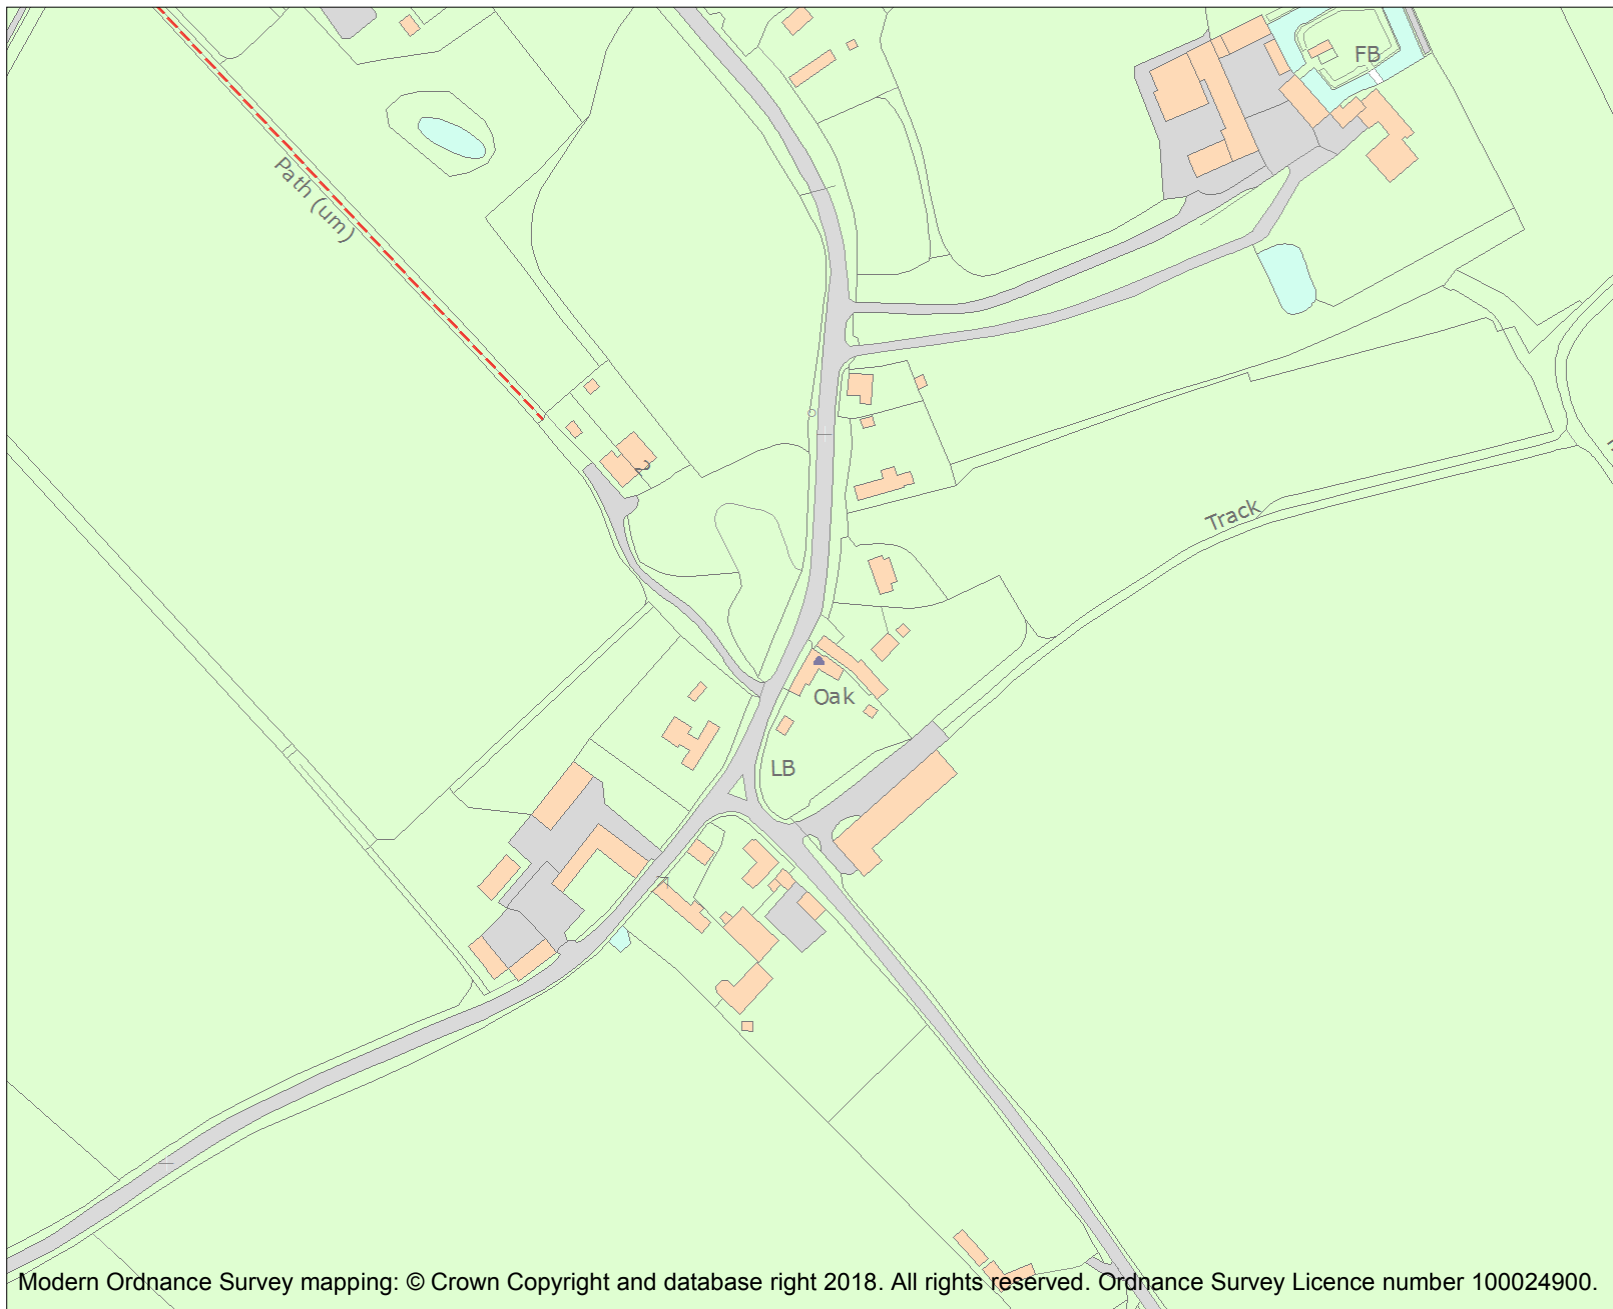 FB
Path (um)
2
Track
Oak
LB
Modern Ordnance Survey mapping: © Crown Copyright and database right 2018. All rights reserved. Ordnance Survey Licence number 100024900.